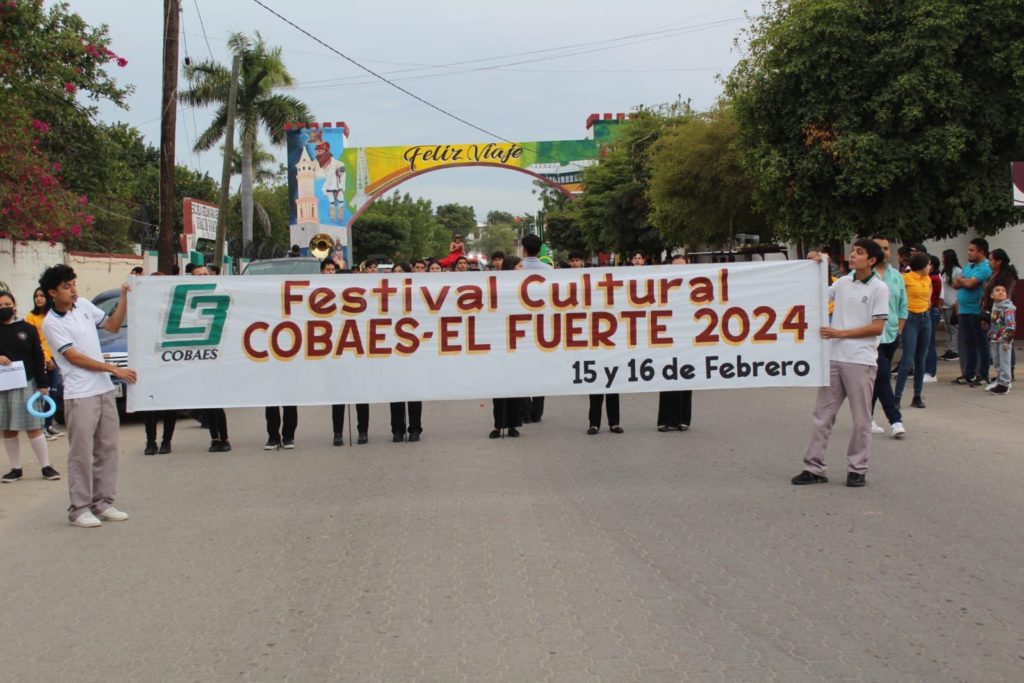 Feliz Viaje
Festival Cultural
COBAES-EL FUERTE 2024
15 y 16 de Febrero
COBAES